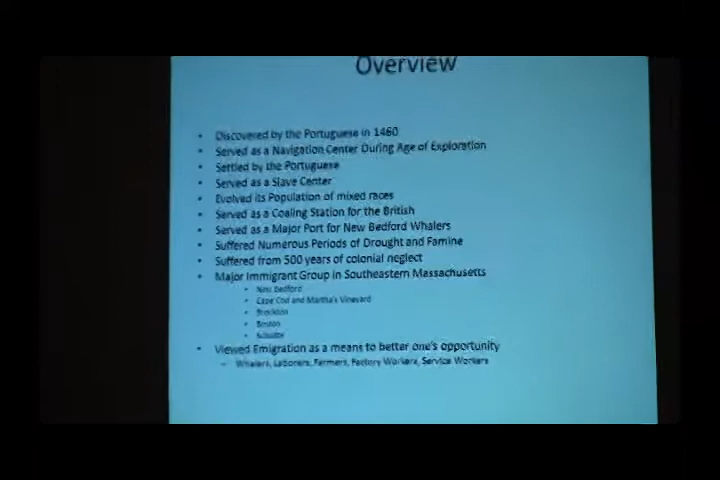 Overview
• Discovered by the Portuguese in 1460
• Served as a Navigation Center During Age of Exploration
• Settled by the Portuguese
• Served as a Slave Center
• Evolved its Population of mixed races
• Served as a Coaling Station for the British
• Served as a Major Port for New Bedford Whalers
• Suffered Numerous Periods of Drought and Famine
• Suffered from 500 years of colonial neglect
• Major Immigrant Group in Southeastern Massachusetts
• New Bedford
• Cape Cod and Martha's Vineyard
• Brockton
• Boston
• Scituate
• Viewed Emigration as a means to better one's opportunity
– Whalers, Laborers, Farmers, Factory Workers, Service Workers